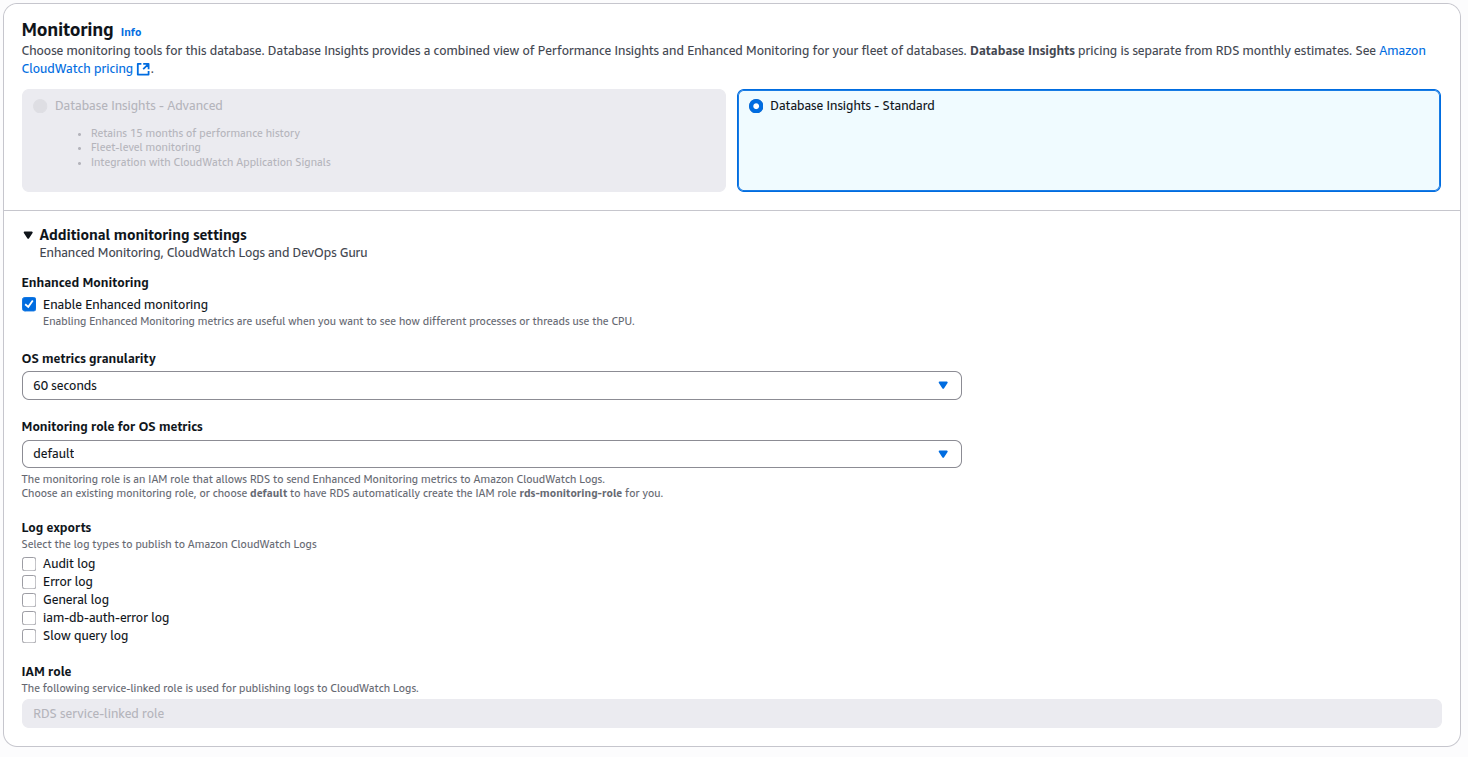 Monitoring Info
Choose monitoring tools for this database. Database Insights provides a combined view of Performance Insights and Enhanced Monitoring for your fleet of databases. Database Insights pricing is separate from RDS monthly estimates. See Amazon
CloudWatch pricing.
Database Insights - Advanced
• Retains 15 months of performance history
• Fleet-level monitoring
• Integration with CloudWatch Application Signals
Database Insights - Standard
Additional monitoring settings
Enhanced Monitoring, CloudWatch Logs and DevOps Guru
Enhanced Monitoring
Enable Enhanced monitoring
Enabling Enhanced Monitoring metrics are useful when you want to see how different processes or threads use the CPU.
OS metrics granularity
60 seconds
Monitoring role for OS metrics
default
The monitoring role is an IAM role that allows RDS to send Enhanced Monitoring metrics to Amazon CloudWatch Logs.
Choose an existing monitoring role, or choose default to have RDS automatically create the IAM role rds-monitoring-role for you.
Log exports
Select the log types to publish to Amazon CloudWatch Logs
Audit log
Error log
General log
iam-db-auth-error log
Slow query log
IAM role
The following service-linked role is used for publishing logs to CloudWatch Logs.
RDS service-linked role